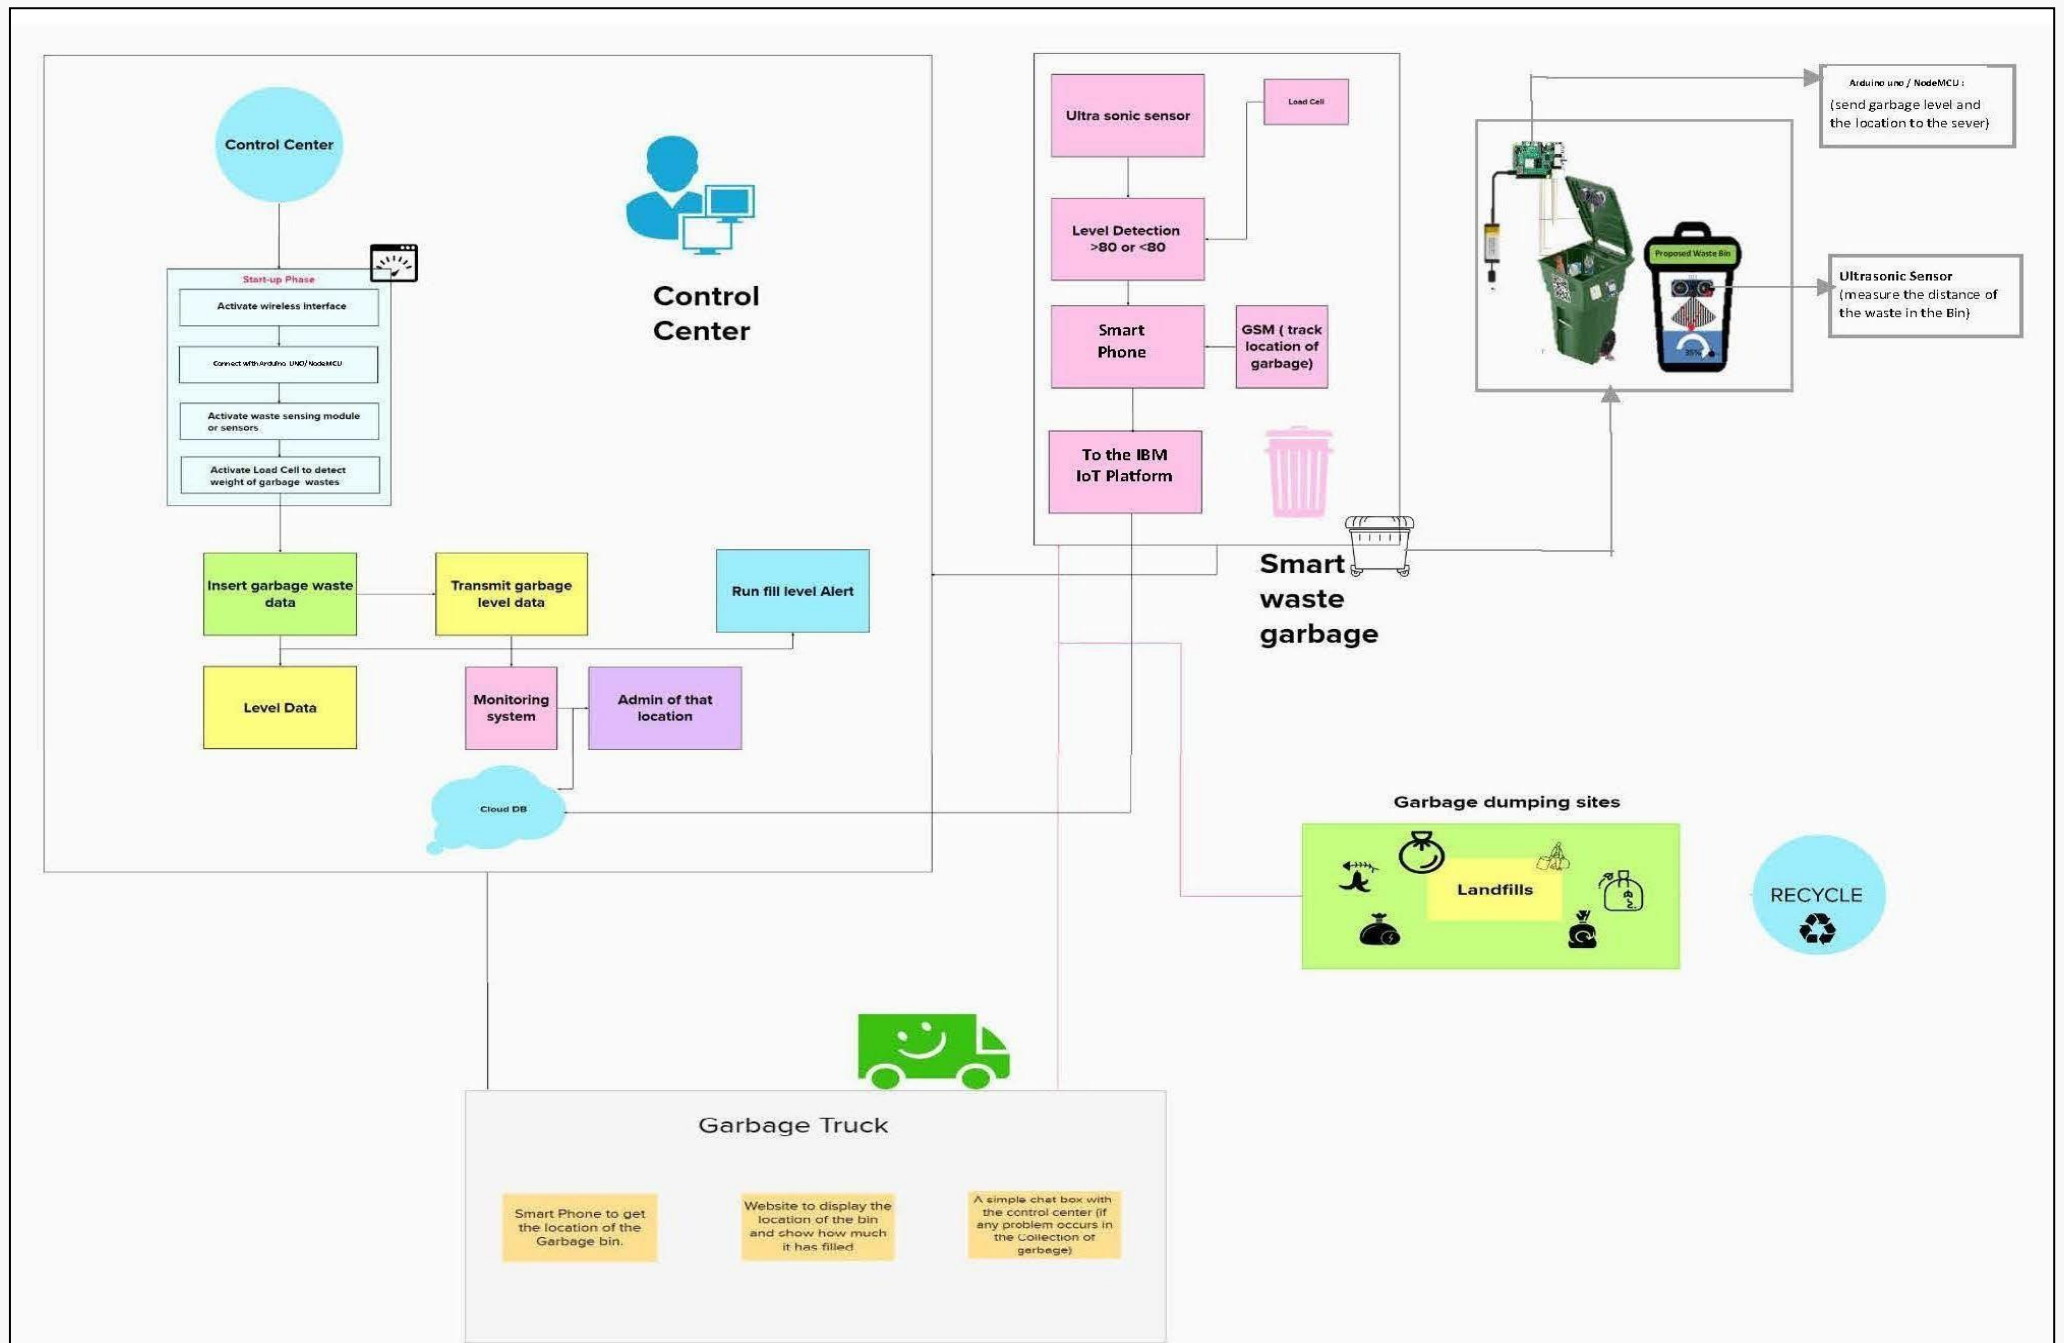 Control Center
Start-up Phase
Activate wireless interface
Connect with Arduino UNO/ NodeMCU
Activate waste sensing module
or sensors
Activate Load Cell to detect
weight of garbage wastes
Control
Center
Insert garbage waste
data
Transmit garbage
level data
Run fill level Alert
Level Data
Monitoring
system
Admin of that
location
Cloud DB
Ultra sonic sensor
Load Cell
Level Detection
>80 or <80
Smart
Phone
GSM ( track
location of
garbage)
To the IBM
IoT Platform
Smart
waste
garbage
Arduino uno / NodeMCU :
(send garbage level and
the location to the sever)
Proposed Waste Bin
35%
Ultrasonic Sensor
(measure the distance of
the waste in the Bin)
Garbage dumping sites
Landfills
RECYCLE
Garbage Truck
Smart Phone to get
the location of the
Garbage bin.
Website to display the
location of the bin
and show how much
it has filled
A simple chat box with
the control center (if
any problem occurs in
the Collection of
garbage)